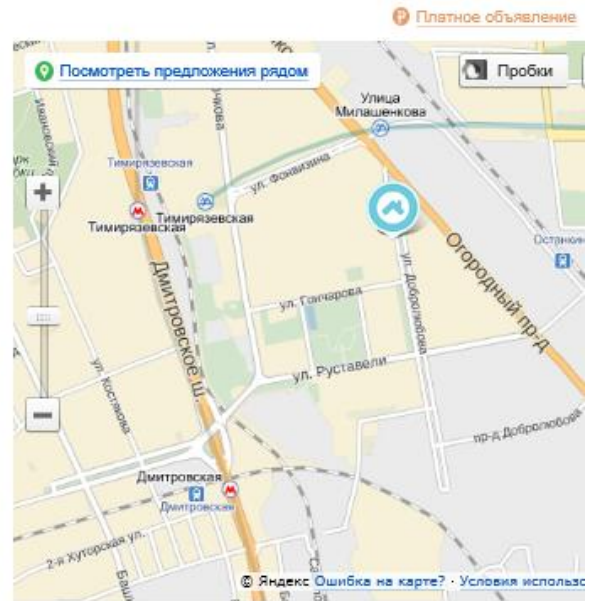 Платное объявление
Посмотреть предложения рядом
Пробки
Улица
Милашенкова
Тимирязевская
ул. Фонвизина
Тимирязевская
Тимирязевская
Дмитровское ш.
Огородный пр-д
ул. Добролюбова
ул. Гончарова
ул. Руставели
ул. Костякова
пр-д Добролюбова
Дмитровская
Дмитровская
2-я Хуторская ул.
© Яндекс Ошибка на карте? · Условия использо